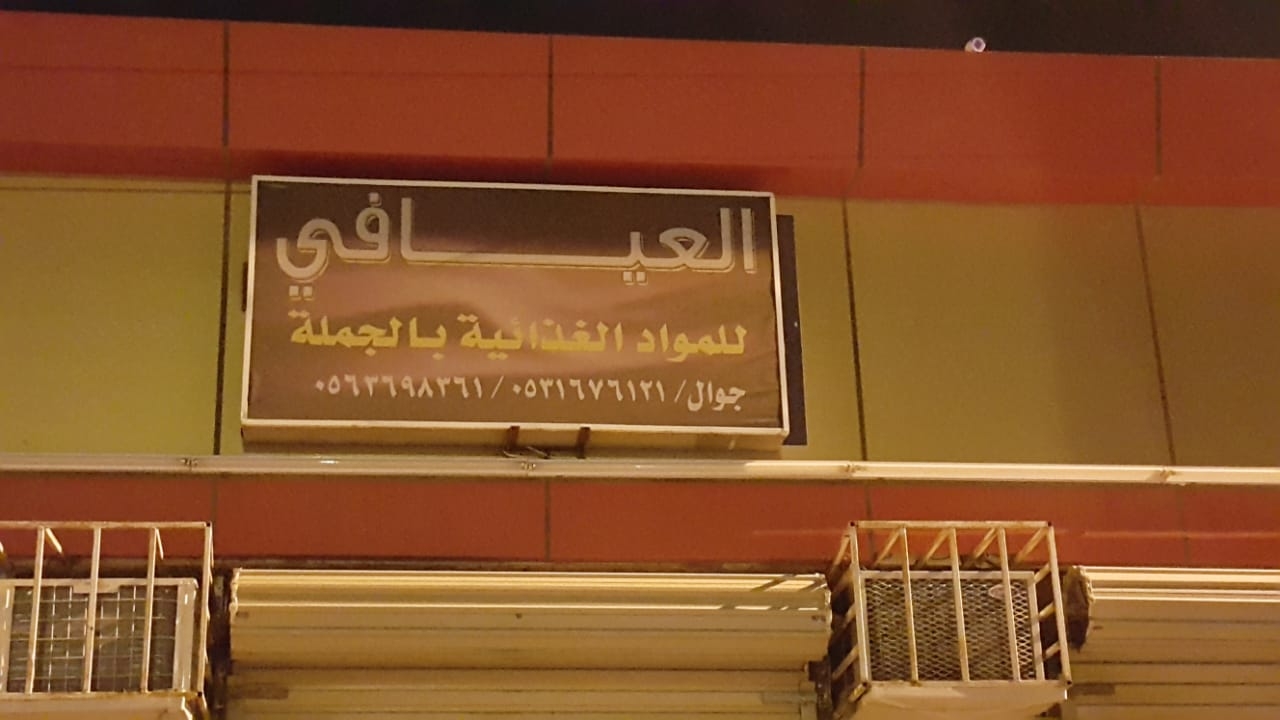 العيافي
للمواد الغذائية بالجملة
جوال/ ٠٥٣١٦٧٦١٢١ / ٠٥٦٣٦٩٨٣٦١